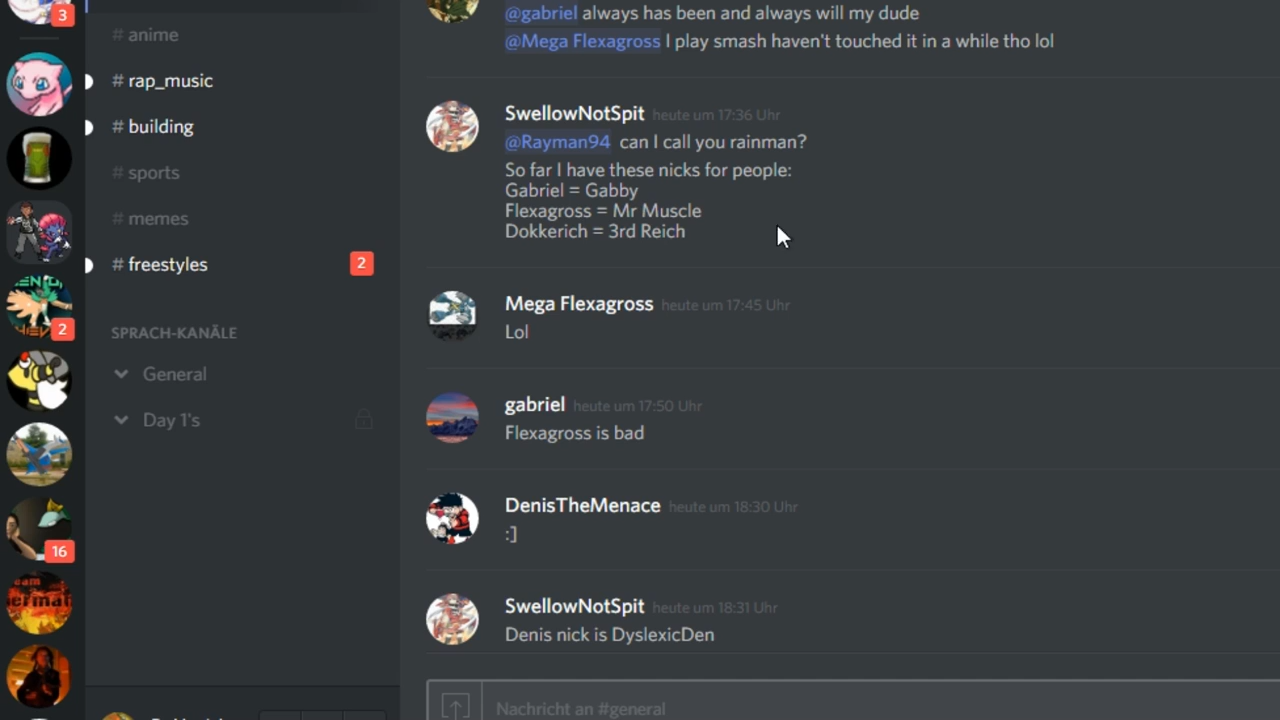 3
# anime
# rap_music
# building
# sports
# memes
# freestyles 2
SPRACH-KANÄLE
General
Day 1's
2
16
@gabriel always has been and always will my dude
@Mega Flexagross I play smash haven't touched it in a while tho lol
SwellowNotSpit heute um 17:36 Uhr
@Rayman94 can I call you rainman?
So far I have these nicks for people:
Gabriel = Gabby
Flexagross = Mr Muscle
Dokkerich = 3rd Reich
Mega Flexagross heute um 17:45 Uhr
Lol
gabriel heute um 17:50 Uhr
Flexagross is bad
DenisTheMenace heute um 18:30 Uhr
:]
SwellowNotSpit heute um 18:31 Uhr
Denis nick is DyslexicDen
Nachricht an #general